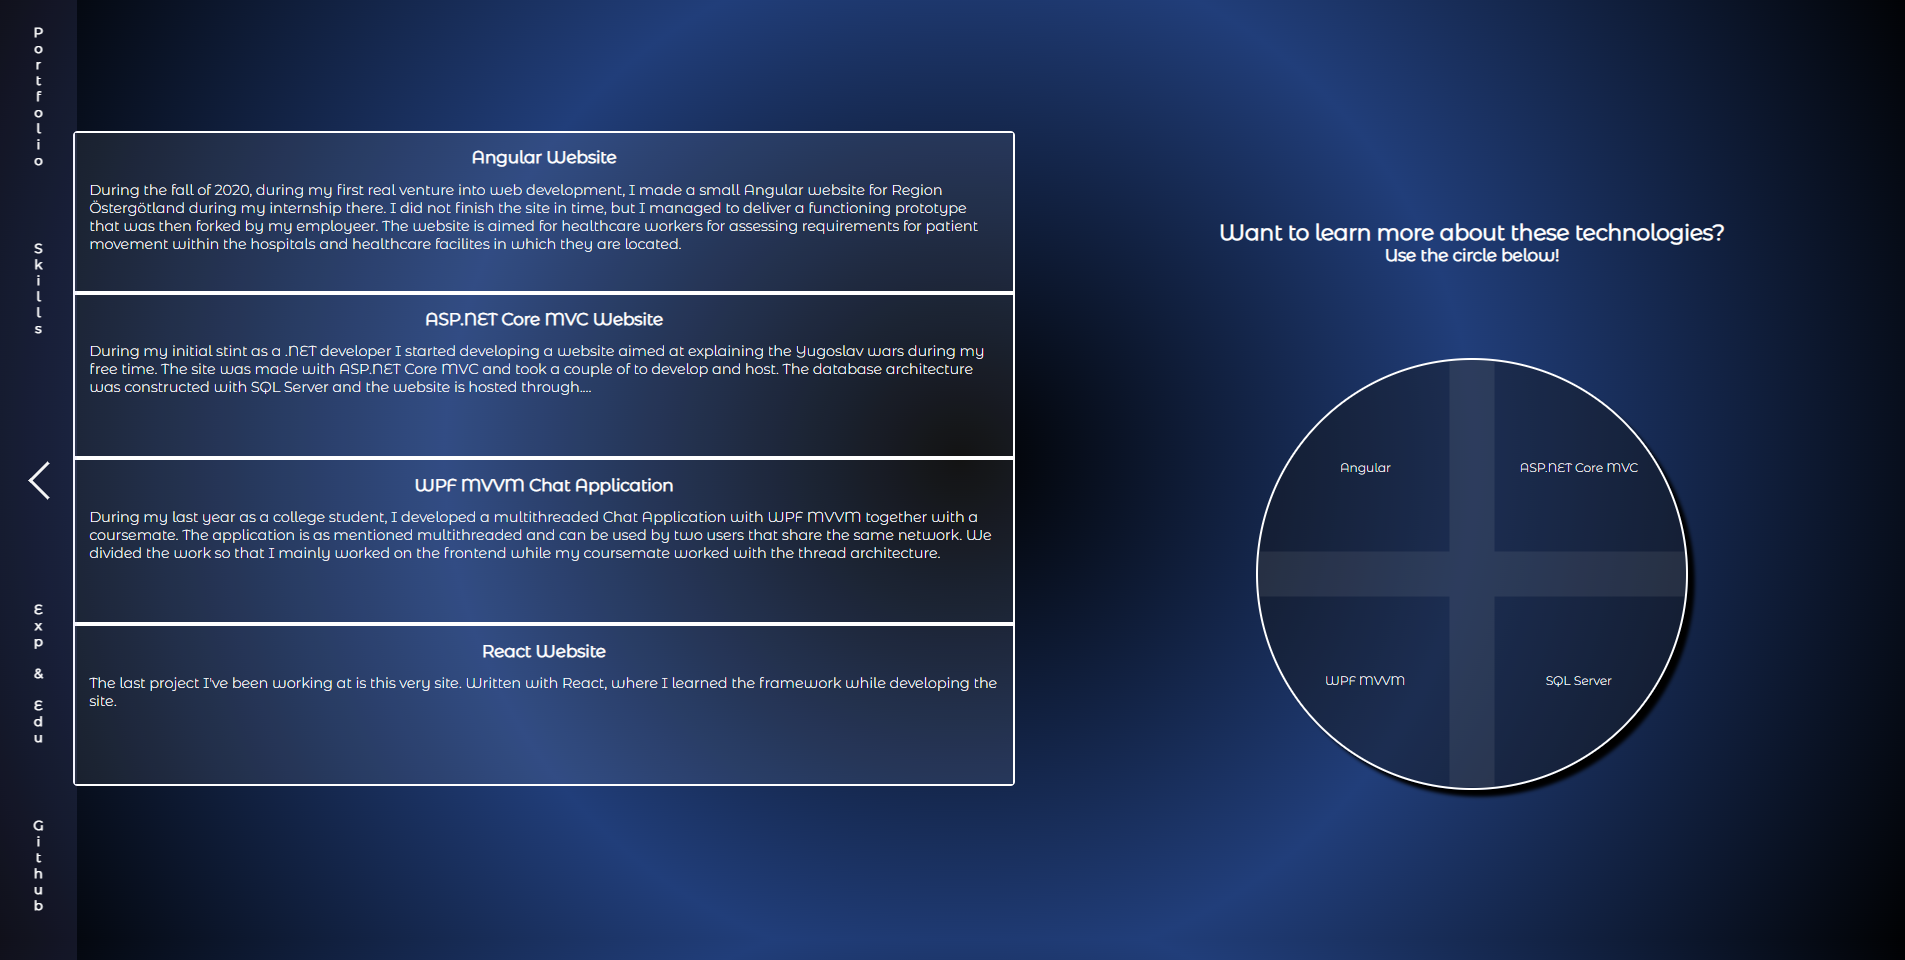 Portfolio
Skills
Exp & Edu
Github
Angular Website
During the fall of 2020, during my first real venture into web development, I made a small Angular website for Region
Östergötland during my internship there. I did not finish the site in time, but I managed to deliver a functioning prototype
that was then forked by my employeer. The website is aimed for healthcare workers for assessing requirements for patient
movement within the hospitals and healthcare facilites in which they are located.
ASP.NET Core MVC Website
During my initial stint as a .NET developer I started developing a website aimed at explaining the Yugoslav wars during my
free time. The site was made with ASP.NET Core MVC and took a couple of to develop and host. The database architecture
was constructed with SQL Server and the website is hosted through....
WPF MVVM Chat Application
During my last year as a college student, I developed a multithreaded Chat Application with WPF MVVM together with a
coursemate. The application is as mentioned multithreaded and can be used by two users that share the same network. We
divided the work so that I mainly worked on the frontend while my coursemate worked with the thread architecture.
React Website
The last project I've been working at is this very site. Written with React, where I learned the framework while developing the
site.
Want to learn more about these technologies?
Use the circle below!
Angular
ASP.NET Core MVC
WPF MVVM
SQL Server